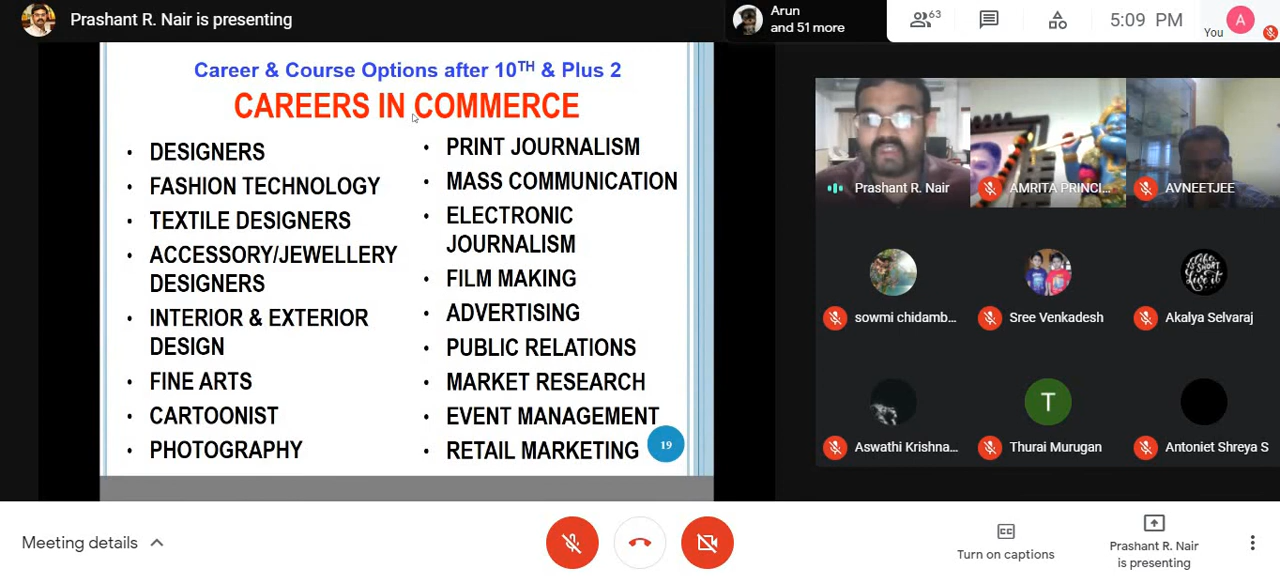 Prashant R. Nair is presenting
Arun
and 51 more
63
5:09 PM
You
A
Career & Course Options after 10TH & Plus 2
CAREERS IN COMMERCE
• DESIGNERS
• FASHION TECHNOLOGY
• TEXTILE DESIGNERS
• ACCESSORY/JEWELLERY
DESIGNERS
• INTERIOR & EXTERIOR
DESIGN
• FINE ARTS
• CARTOONIST
• PHOTOGRAPHY
• PRINT JOURNALISM
• MASS COMMUNICATION
• ELECTRONIC
JOURNALISM
• FILM MAKING
• ADVERTISING
• PUBLIC RELATIONS
• MARKET RESEARCH
• EVENT MANAGEMENT
• RETAIL MARKETING
19
Prashant R. Nair
AMRITA PRINCI...
AVNEETJEE
sowmi chidamb...
Sree Venkadesh
Akalya Selvaraj
T
Aswathi Krishna...
Thurai Murugan
Antoniet Shreya S
Meeting details
CC
Turn on captions
Prashant R. Nair
is presenting